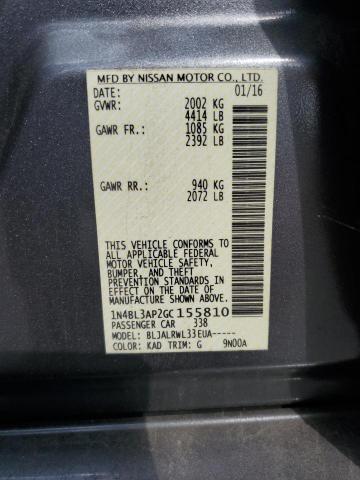 MFD BY NISSAN MOTOR CO., LTD.
DATE: 01/16
GVWR: 2002 KG
4414 LB
GAWR FR.: 1085 KG
2392 LB
GAWR RR.: 940 KG
2072 LB
THIS VEHICLE CONFORMS TO
ALL APPLICABLE FEDERAL
MOTOR VEHICLE SAFETY,
BUMPER, AND THEFT
PREVENTION STANDARDS IN
EFFECT ON THE DATE OF
MANUFACTURE SHOWN ABOVE.
1N4BL3APZGC155810
PASSENGER CAR 338
MODEL: BLJALRWL33EUA-----
COLOR: KAD TRIM: G 9N00A